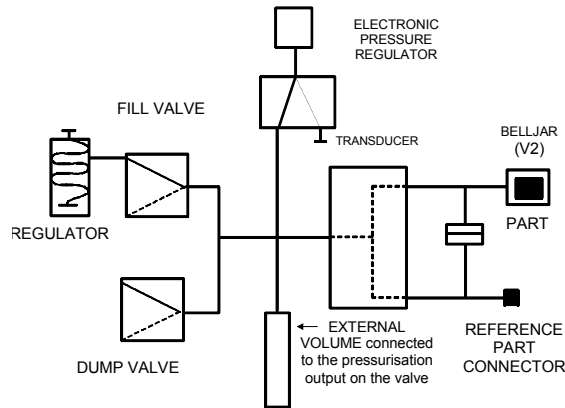 ELECTRONIC
PRESSURE
REGULATOR
FILL VALVE
TRANSDUCER
BELLJAR
(V2)
REGULATOR
PART
DUMP VALVE
← EXTERNAL
VOLUME connected
to the pressurisation
output on the valve
REFERENCE
PART
CONNECTOR